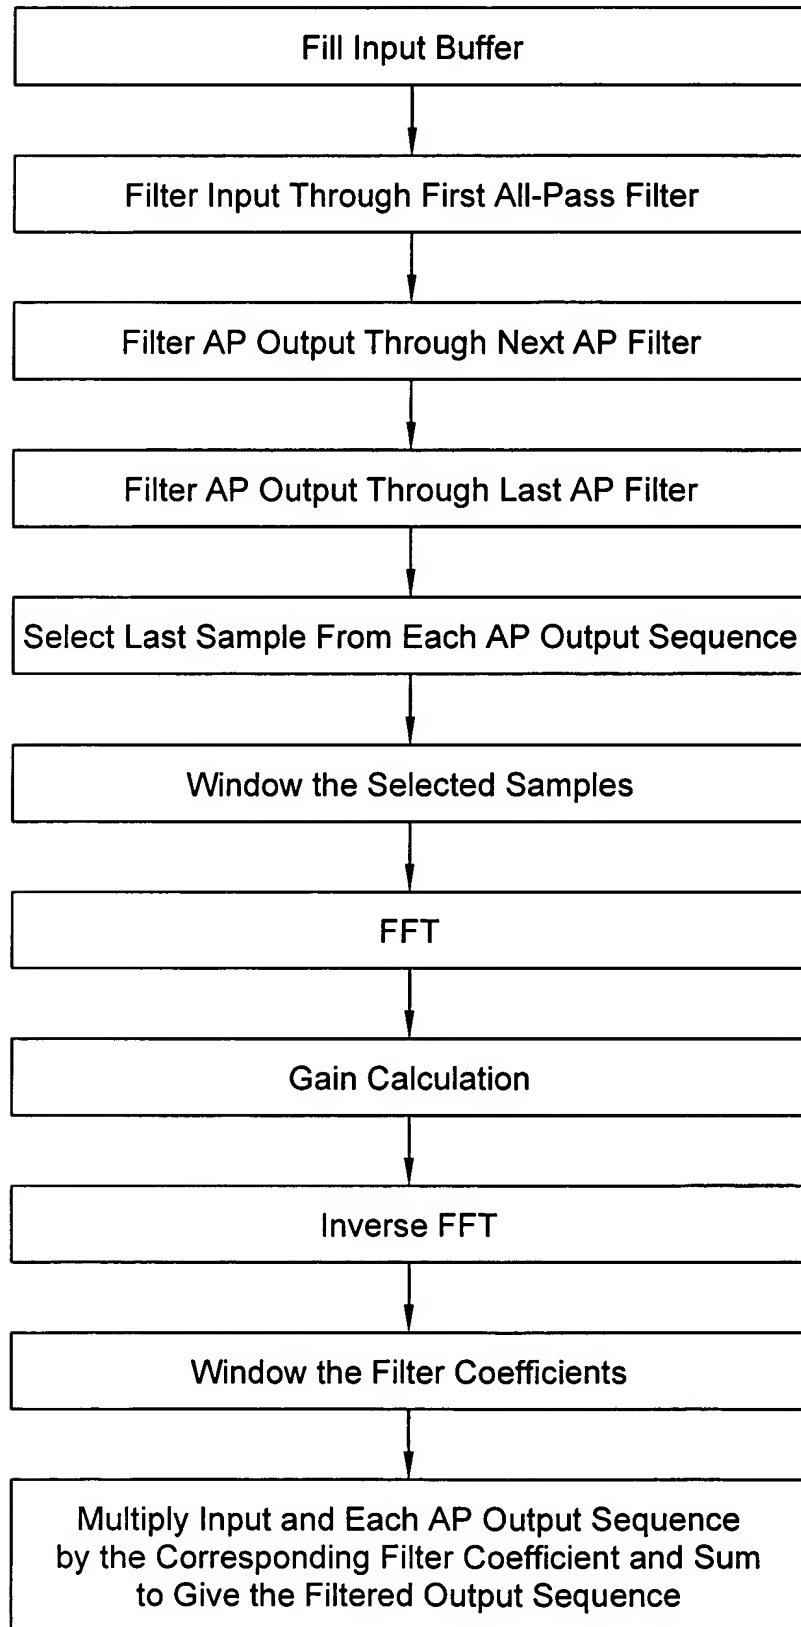 Fill Input Buffer
Filter Input Through First All-Pass Filter
Filter AP Output Through Next AP Filter
Filter AP Output Through Last AP Filter
Select Last Sample From Each AP Output Sequence
Window the Selected Samples
FFT
Gain Calculation
Inverse FFT
Window the Filter Coefficients
Multiply Input and Each AP Output Sequence
by the Corresponding Filter Coefficient and Sum
to Give the Filtered Output Sequence